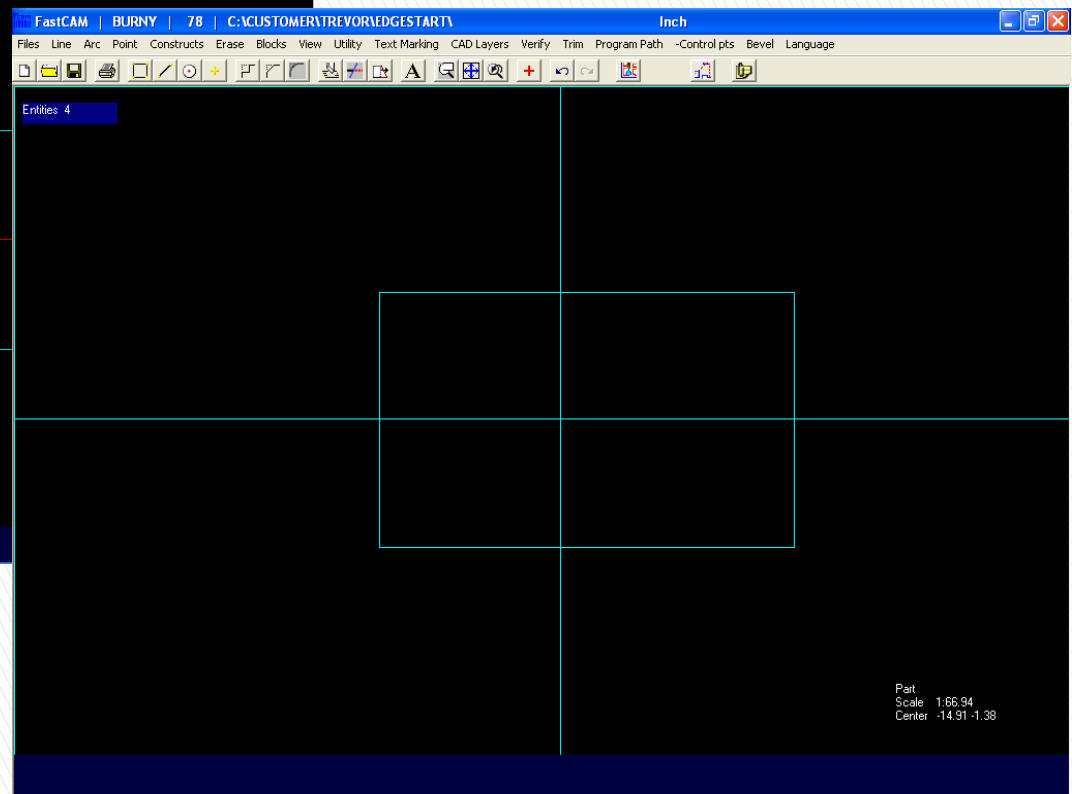 FastCAM | BURNY | 78 | C:\CUSTOMER\TREVOR\EDGESTART\ Inch
Files Line Arc Point Constructs Erase Blocks View Utility Text Marking CAD Layers Verify Trim Program Path -Control pts Bevel Language
A
Entities 4
Part
Scale 1:66.94
Center -14.91 -1.38